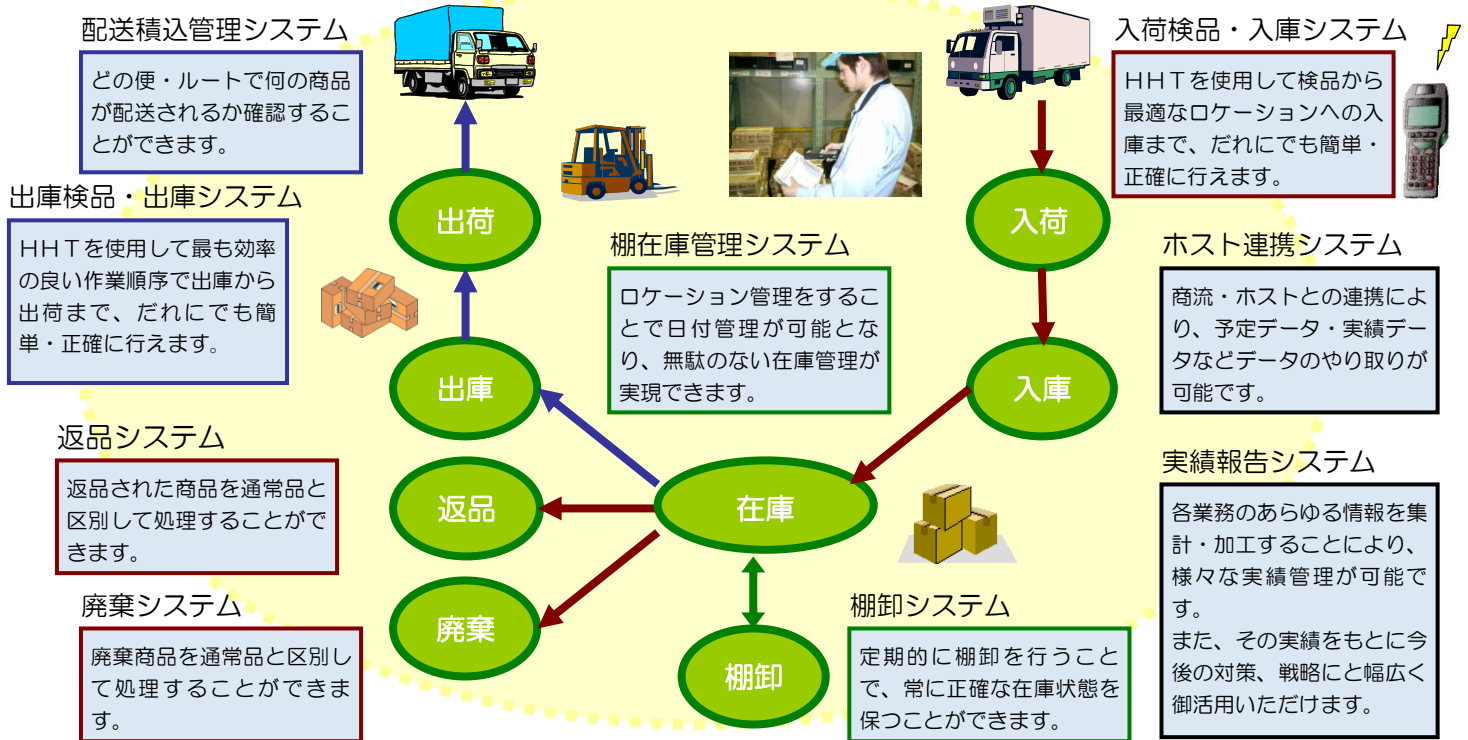 配送積込管理システム
どの便・ルートで何の商品
が配送されるか確認するこ
とができます。
出庫検品・出庫システム
ＨＨＴを使用して最も効率
の良い作業順序で出庫から
出荷まで、だれにでも簡
単・正確に行えます。
返品システム
返品された商品を通常品と
区別して処理することがで
きます。
廃棄システム
廃棄商品を通常品と区別し
て処理することができま
す。
出荷
出庫
返品
廃棄
棚在庫管理システム
ロケーション管理をするこ
とで日付管理が可能とな
り、無駄のない在庫管理が
実現できます。
在庫
棚卸
棚卸システム
定期的に棚卸を行うこと
で、常に正確な在庫状態を
保つことができます。
入荷
入庫
入荷検品・入庫システム
ＨＨＴを使用して検品から
最適なロケーションへの入
庫まで、だれにでも簡単・
正確に行えます。
ホスト連携システム
商流・ホストとの連携によ
り、予定データ・実績デー
タなどデータのやり取りが
可能です。
実績報告システム
各業務のあらゆる情報を集
計・加工することにより、
様々な実績管理が可能で
す。
また、その実績をもとに今
後の対策、戦略にと幅広く
御活用いただけます。